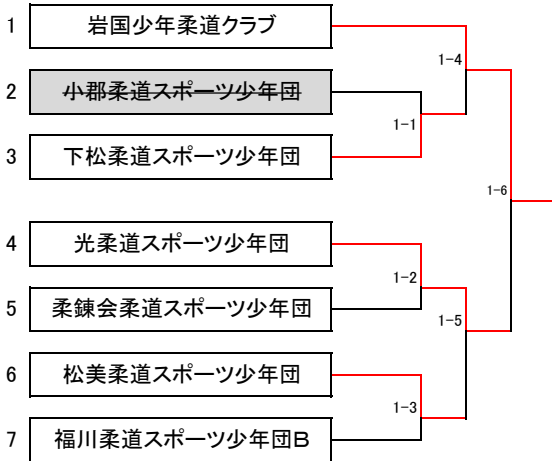 1 岩国少年柔道クラブ
1-4
2 小郡柔道スポーツ少年団
1-1
3 下松柔道スポーツ少年団
1-6
4 光柔道スポーツ少年団
1-2
5 柔錬会柔道スポーツ少年団
1-5
6 松美柔道スポーツ少年団
1-3
7 福川柔道スポーツ少年団B